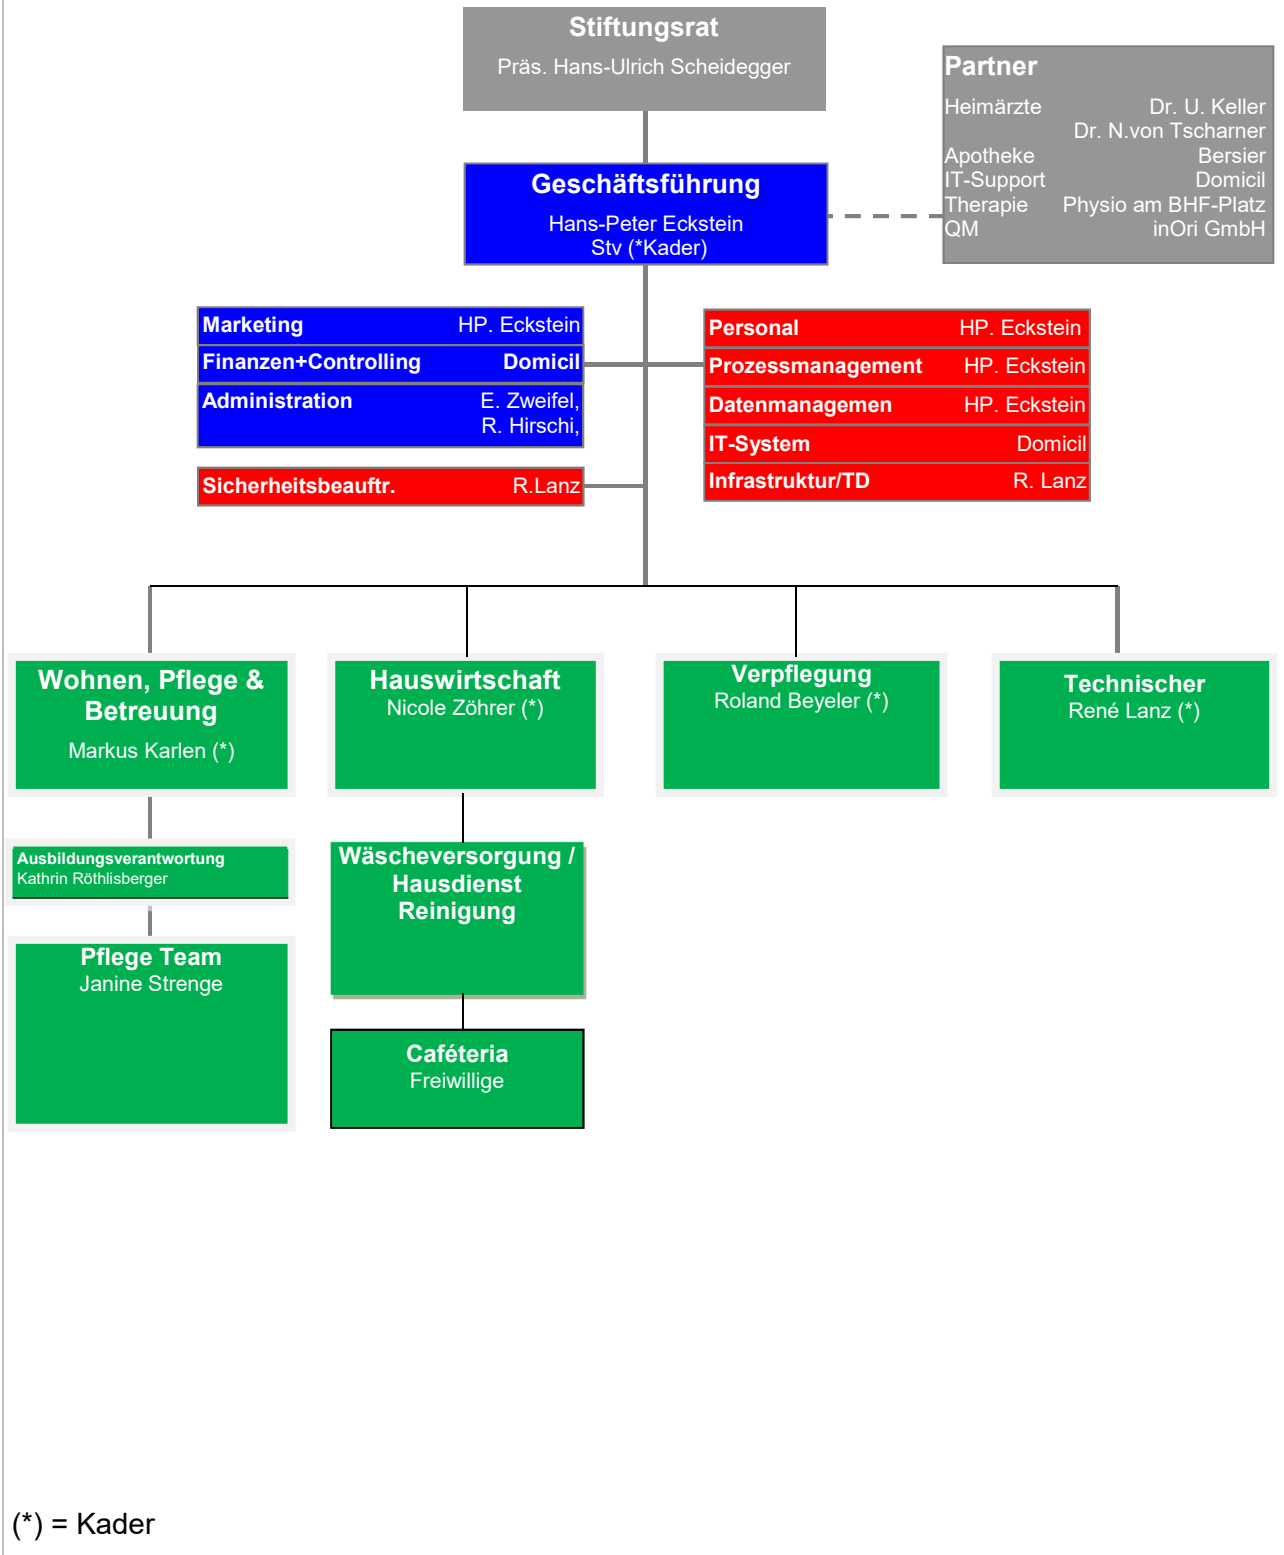 Stiftungsrat
Präs. Hans-Ulrich Scheidegger
Partner
Heimärzte Dr. U. Keller
Dr. N.von Tscharner
Apotheke Bersier
IT-Support Domicil
Therapie Physio am BHF-Platz
QM inOri GmbH
Geschäftsführung
Hans-Peter Eckstein
Stv (*Kader)
Marketing HP. Eckstein
Finanzen+Controlling Domicil
Administration E. Zweifel,
R. Hirschi,
Sicherheitsbeauftr. R.Lanz
Personal HP. Eckstein
Prozessmanagement HP. Eckstein
Datenmanagemen HP. Eckstein
IT-System Domicil
Infrastruktur/TD R. Lanz
Wohnen, Pflege &
Betreuung
Markus Karlen (*)
Hauswirtschaft
Nicole Zöhrer (*)
Verpflegung
Roland Beyeler (*)
Technischer
René Lanz (*)
Ausbildungsverantwortung
Kathrin Röthlisberger
Wäscheversorgung /
Hausdienst
Reinigung
Pflege Team
Janine Strenge
Caféteria
Freiwillige
(*) = Kader